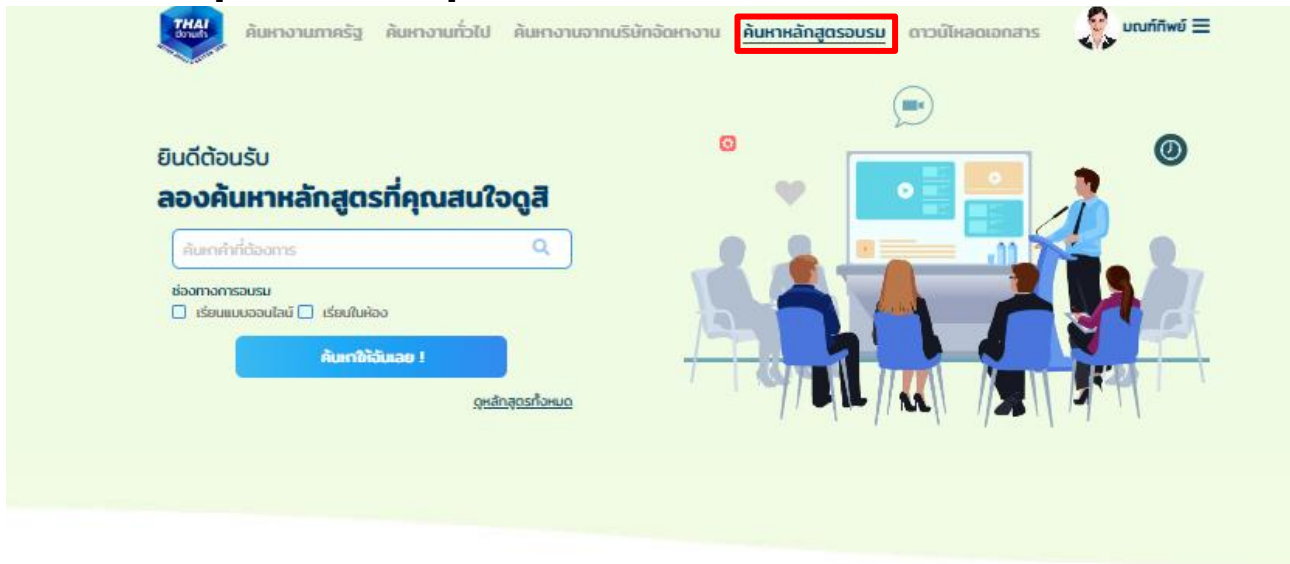 THAI
มีงานทำ
ค้นหางานภาครัฐ ค้นหางานทั่วไป ค้นหางานจากบริษัทจัดหางาน ค้นหาหลักสูตรอบรม ดาวน์โหลดเอกสาร มณฑ์ทิพย์
ยินดีต้อนรับ
ลองค้นหาหลักสูตรที่คุณสนใจดูสิ
ค้นหาคำที่ต้องการ
ช่องทางการอบรม
เรียนแบบออนไลน์ เรียนในห้อง
ค้นหาให้ฉันเลย !
ดูหลักสูตรทั้งหมด